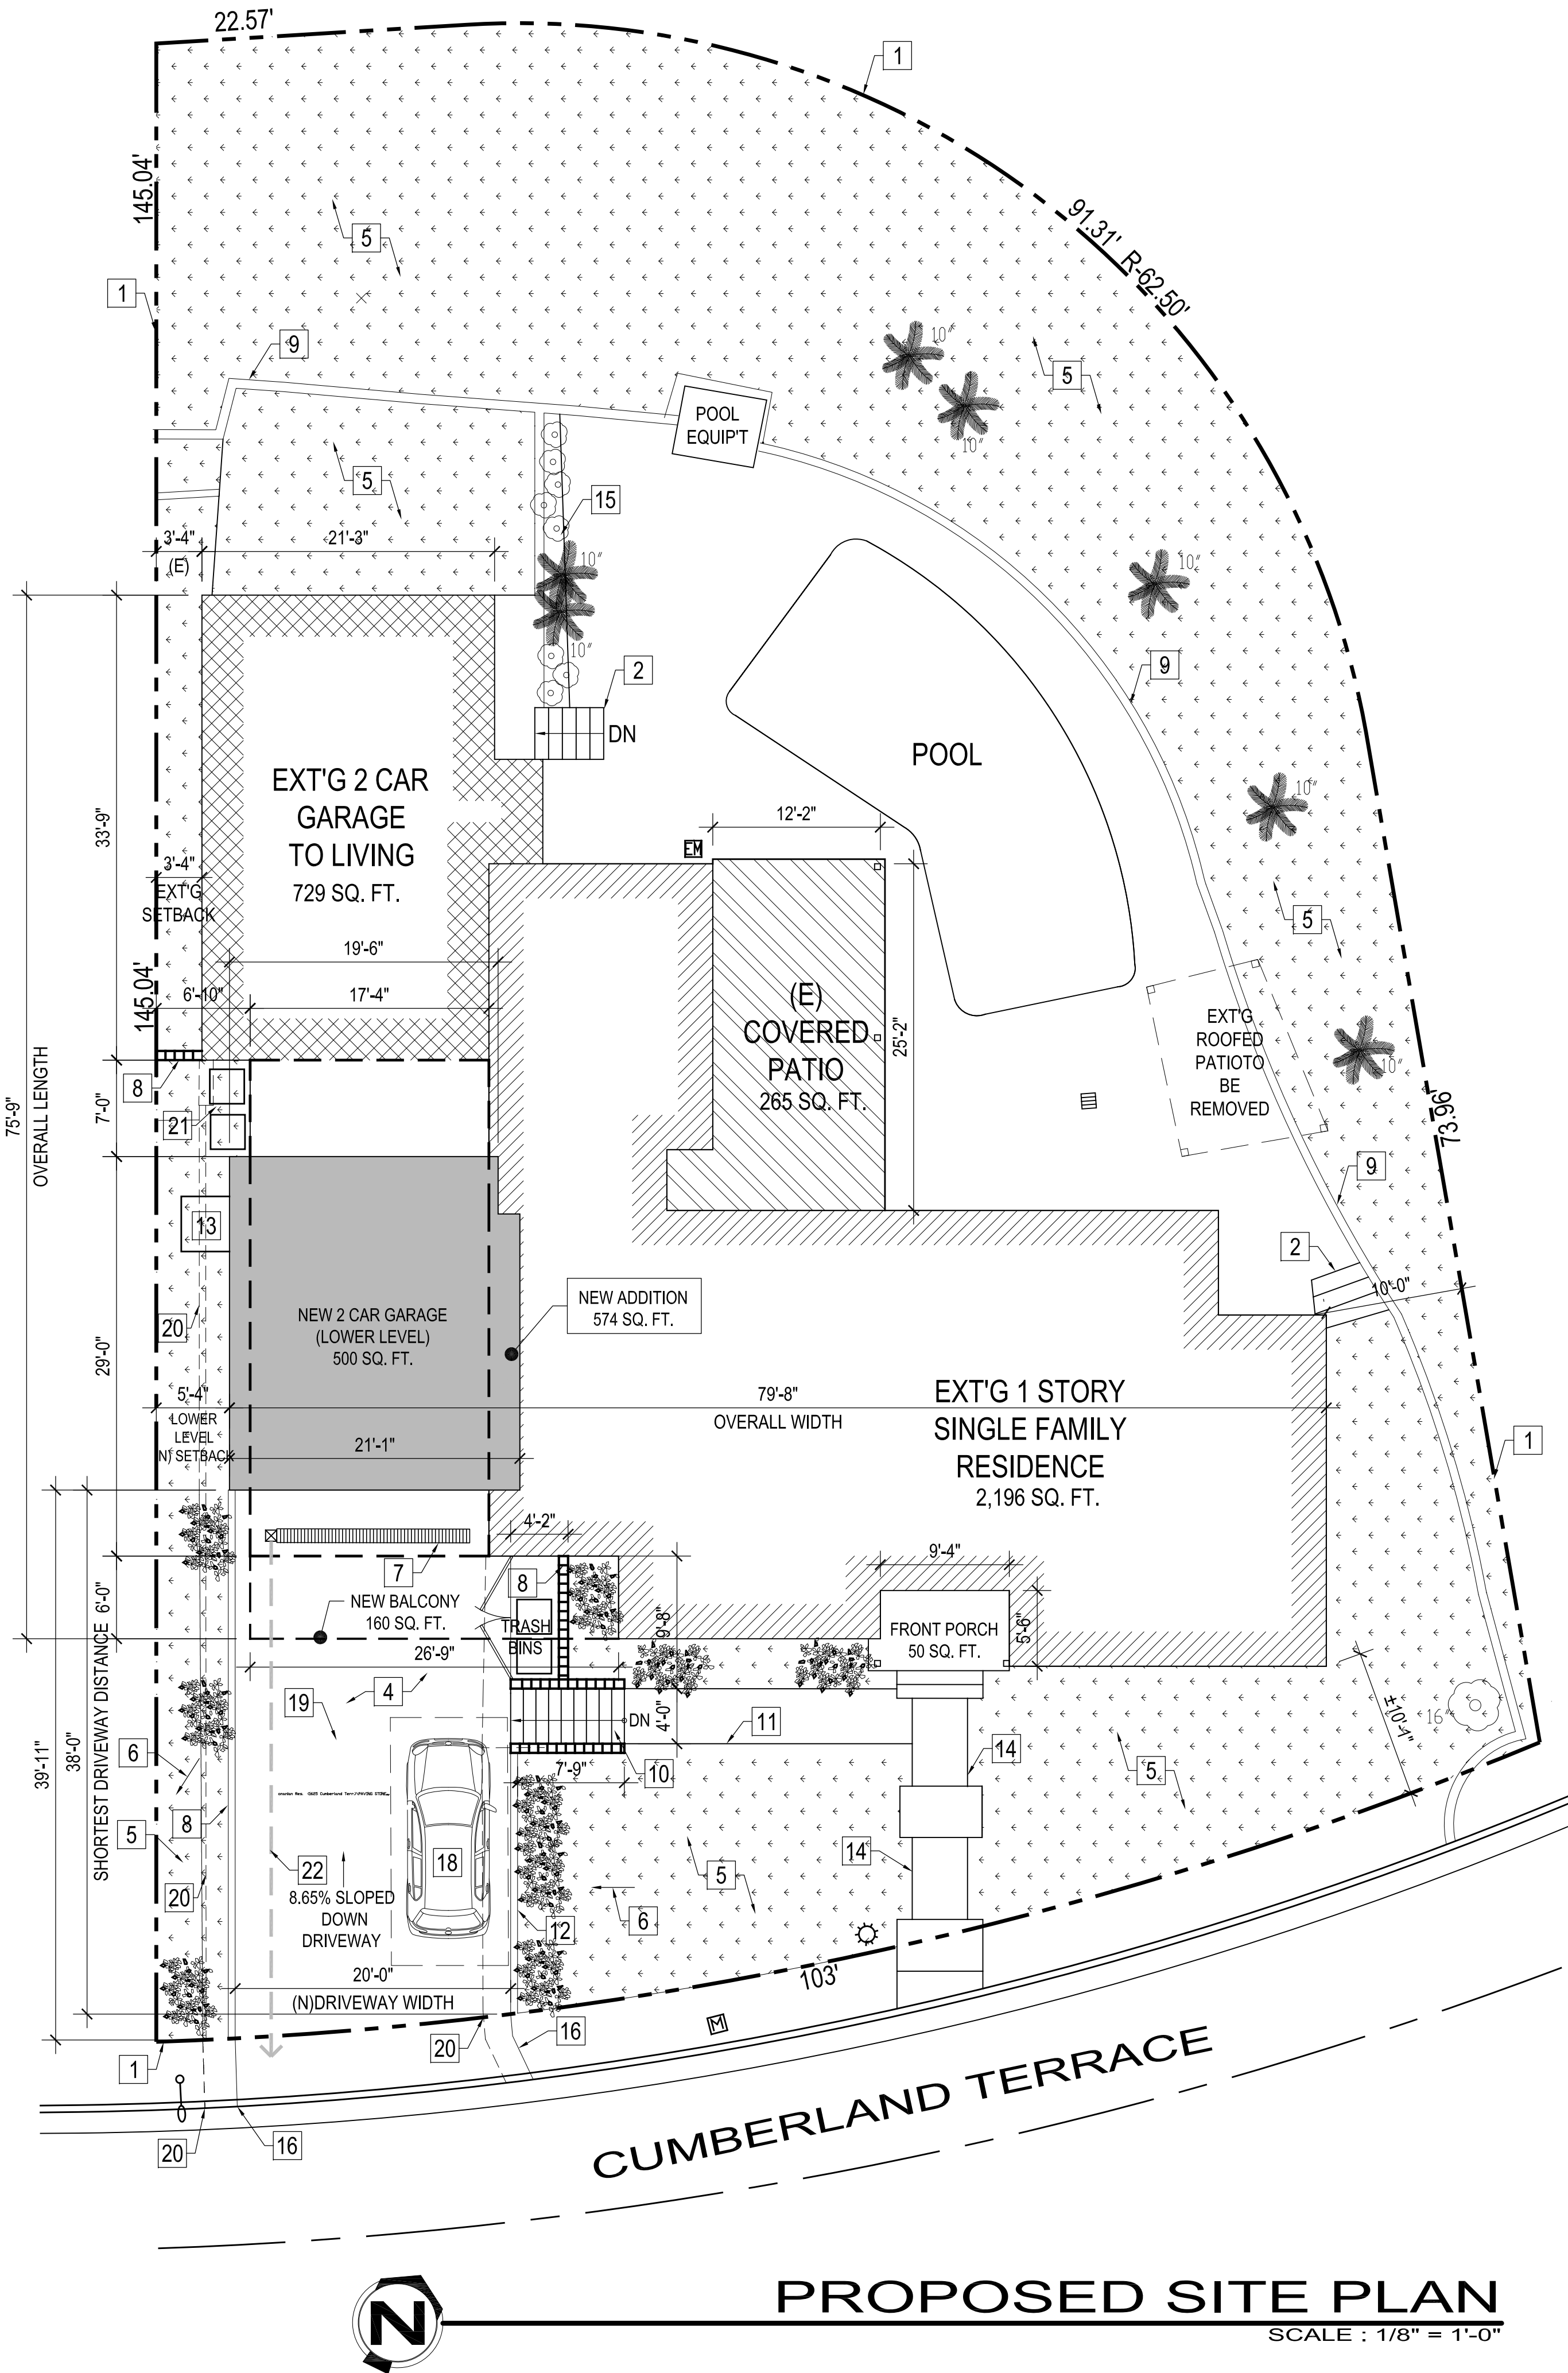 22.57'
1
145.04'
5
91.31' R-62.50'
1
9
10"
5
POOL
EQUIP'T
10"
5
15
3'-4"
21'-3"
(E)
10"
10"
10"
9
2
DN
POOL
EXT'G 2 CAR
GARAGE
TO LIVING
729 SQ. FT.
12'-2"
10"
33'-9"
EM
3'-4"
EXT'G
SETBACK
5
19'-6"
145.04'
6'-10"
17'-4"
(E)
COVERED
PATIO
265 SQ. FT.
25'-2"
EXT'G
ROOFED
PATIOTO
BE
REMOVED
10"
75'-9"
OVERALL LENGTH
8
7'-0"
21
73.96'
9
13
2
10'-0"
NEW ADDITION
574 SQ. FT.
20
NEW 2 CAR GARAGE
(LOWER LEVEL)
500 SQ. FT.
29'-0"
5'-4"
LOWER
LEVEL
N) SETBACK
79'-8"
OVERALL WIDTH
EXT'G 1 STORY
SINGLE FAMILY
RESIDENCE
2,196 SQ. FT.
21'-1"
1
4'-2"
9'-4"
7
8
NEW BALCONY
160 SQ. FT.
TRASH
BINS
9'-8"
FRONT PORCH
50 SQ. FT.
5'-6"
6'-0"
26'-9"
4
19
DN
4'-0"
11
14
±10'-1"
16"
39'-11"
38'-0"
SHORTEST DRIVEWAY DISTANCE
6
7'-9"
10
5
8
5
22
18
14
5
8.65% SLOPED
DOWN
DRIVEWAY
20
12
6
20'-0"
(N)DRIVEWAY WIDTH
103'
M
20
16
1
20
16
CUMBERLAND TERRACE
N
PROPOSED SITE PLAN
SCALE : 1/8" = 1'-0"